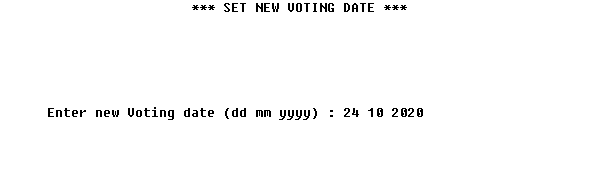 *** SET NEW VOTING DATE ***
Enter new Voting date (dd mm yyyy) : 24 10 2020